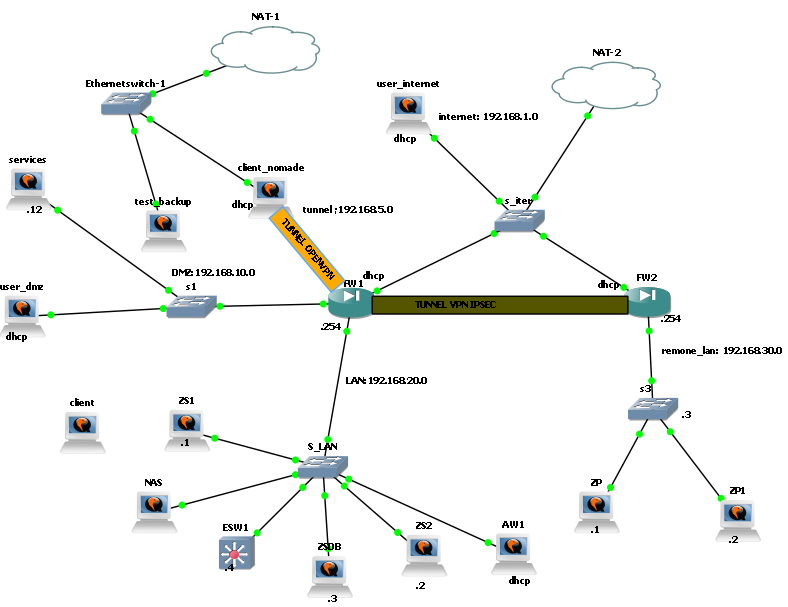 NAT-1
NAT-2
Ethernetswitch-1
user_internet
internet: 192.168.1.0
dhcp
services
client_nomade
.12
test_backup
dhcp
tunnel ;192.168.5.0
s_iter
TUNNEL OPENVPN
DMZ:192.168.10.0
dhcp
FW1
FW2
user_dmz
s1
dhcp
TUNNEL VPN IPSEC
dhcp
.254
.254
remone_lan: 192.168.30.0
LAN:192.168.20.0
s3
client
ZS1
.3
.1
S_LAN
NAS
ZP
ZP1
ESW1
ZS2
AW1
.4
ZSDB
.1
.2
.2
dhcp
.3